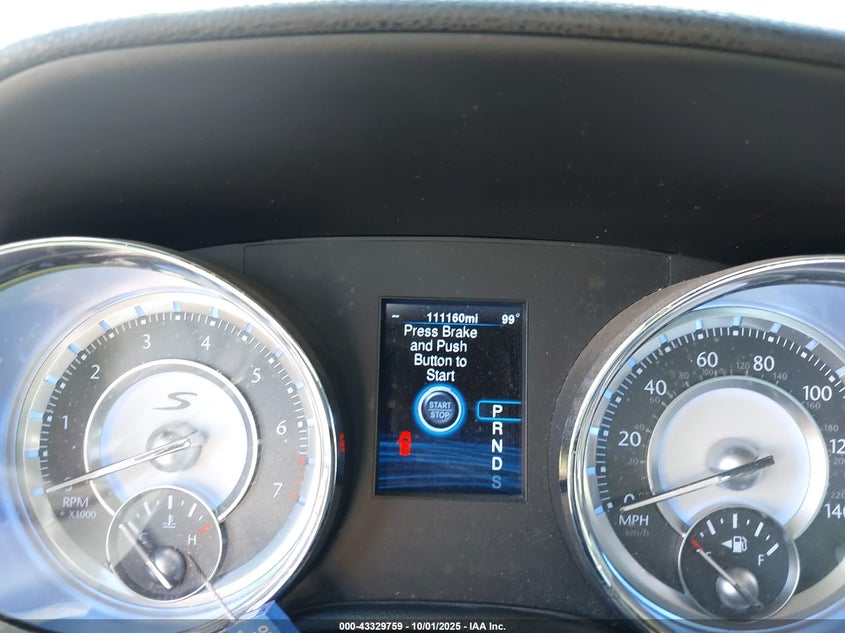 111160mi 99°
Press Brake
and Push
Button to
Start
START
STOP
P
R
N
D
S
1
2
3
4
5
6
7
S
RPM
X1000
H
0
20
40
60
80
100
140
MPH
km/h
F
000-43329759 - 10/01/2025 - IAA Inc.